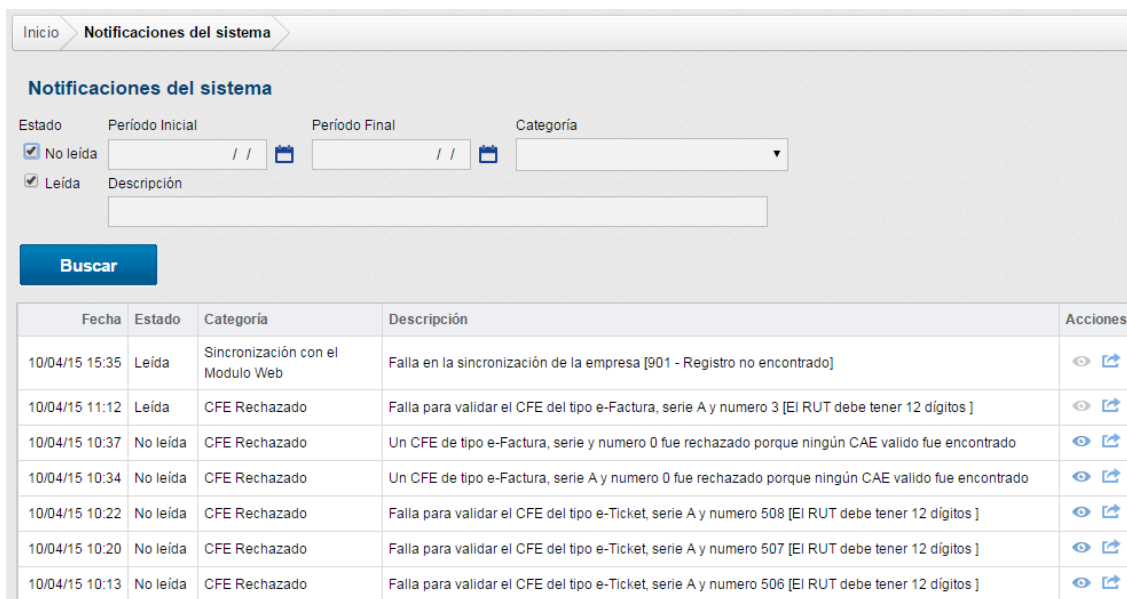 Inicio Notificaciones del sistema
Notificaciones del sistema
Estado Período Inicial Período Final Categoría
No leída / / / /
Leída Descripción
Buscar
Fecha Estado Categoría Descripción Acciones
10/04/15 15:35 Leída Sincronización con el Modulo Web Falla en la sincronización de la empresa [901 - Registro no encontrado]
10/04/15 11:12 Leída CFE Rechazado Falla para validar el CFE del tipo e-Factura, serie A y numero 3 [El RUT debe tener 12 dígitos ]
10/04/15 10:37 No leída CFE Rechazado Un CFE de tipo e-Factura, serie y numero 0 fue rechazado porque ningún CAE valido fue encontrado
10/04/15 10:34 No leída CFE Rechazado Un CFE de tipo e-Factura, serie A y numero 0 fue rechazado porque ningún CAE valido fue encontrado
10/04/15 10:22 No leída CFE Rechazado Falla para validar el CFE del tipo e-Ticket, serie A y numero 508 [El RUT debe tener 12 dígitos ]
10/04/15 10:20 No leída CFE Rechazado Falla para validar el CFE del tipo e-Ticket, serie A y numero 507 [El RUT debe tener 12 dígitos ]
10/04/15 10:13 No leída CFE Rechazado Falla para validar el CFE del tipo e-Ticket, serie A y numero 506 [El RUT debe tener 12 dígitos ]